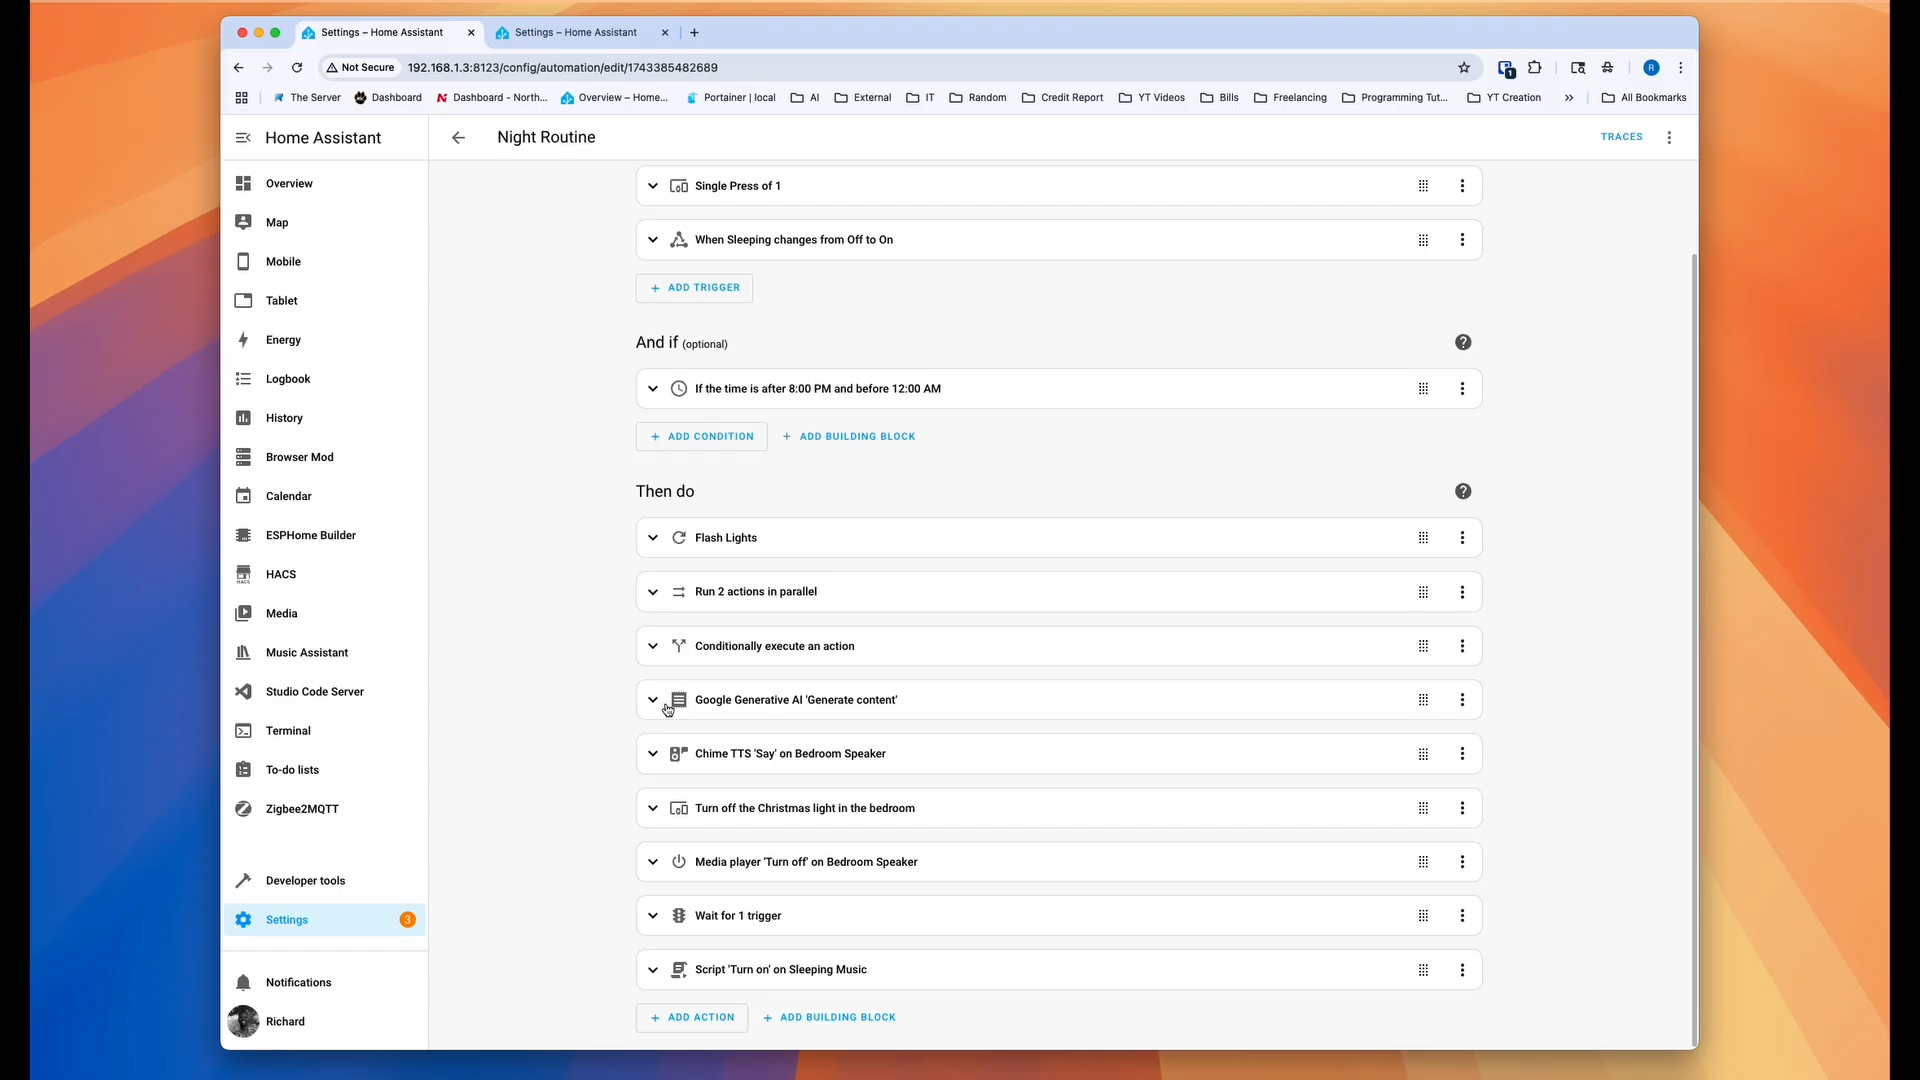 Settings – Home Assistant
Settings – Home Assistant
Not Secure 192.168.1.3:8123/config/automation/edit/1743385482689
The Server Dashboard Dashboard - North... Overview – Home... Portainer | local AI External IT Random Credit Report YT Videos Bills Freelancing Programming Tut... YT Creation All Bookmarks
Home Assistant
Night Routine
TRACES
Overview
Map
Mobile
Tablet
Energy
Logbook
History
Browser Mod
Calendar
ESPHome Builder
HACS
Media
Music Assistant
Studio Code Server
Terminal
To-do lists
Zigbee2MQTT
Developer tools
Settings 3
Notifications
Richard
Single Press of 1
When Sleeping changes from Off to On
+ ADD TRIGGER
And if (optional)
If the time is after 8:00 PM and before 12:00 AM
+ ADD CONDITION + ADD BUILDING BLOCK
Then do
Flash Lights
Run 2 actions in parallel
Conditionally execute an action
Google Generative AI 'Generate content'
Chime TTS 'Say' on Bedroom Speaker
Turn off the Christmas light in the bedroom
Media player 'Turn off' on Bedroom Speaker
Wait for 1 trigger
Script 'Turn on' on Sleeping Music
+ ADD ACTION + ADD BUILDING BLOCK